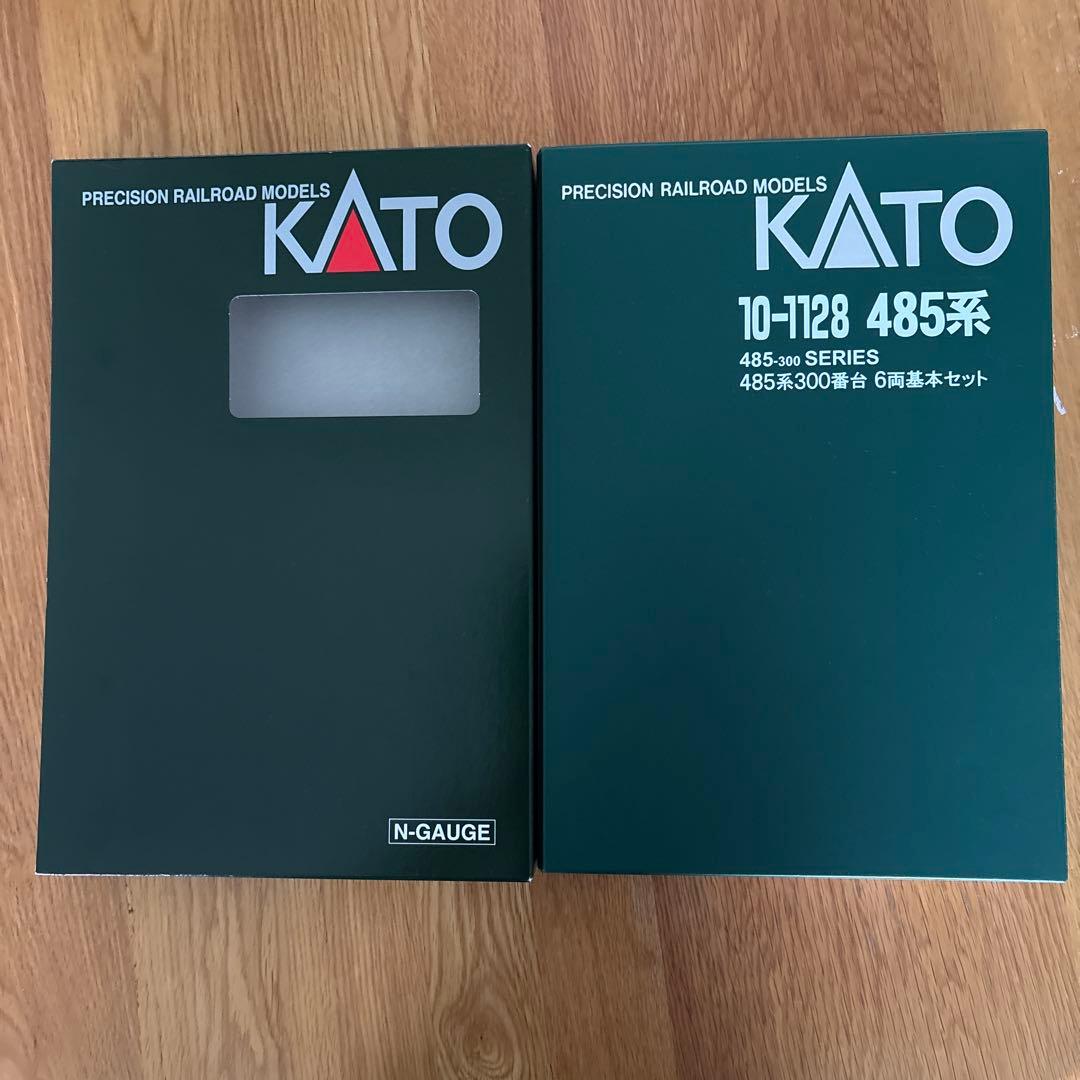 PRECISION RAILROAD MODELS
KATO
N-GAUGE
PRECISION RAILROAD MODELS
KATO
10-1128 485系
485-300 SERIES
485系300番台 6両基本セット